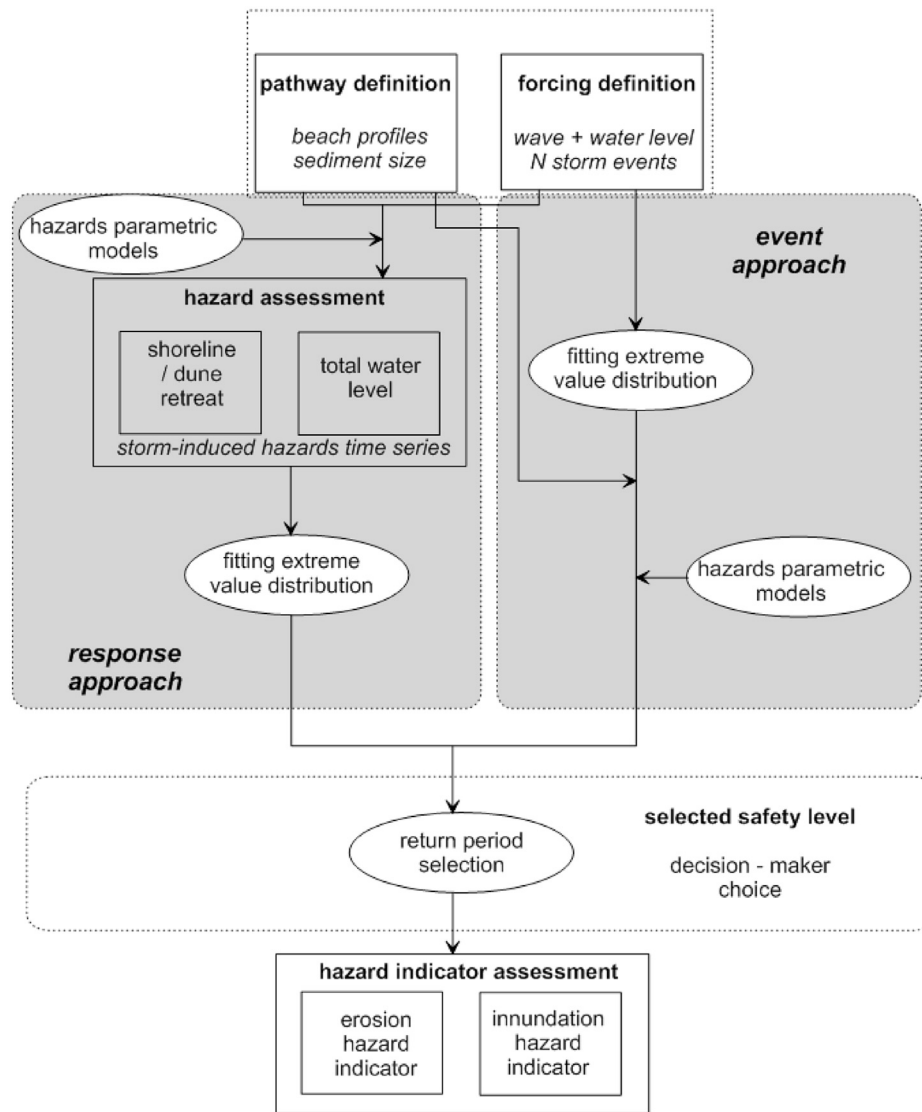 pathway definition
beach profiles
sediment size
forcing definition
wave + water level
N storm events
hazards parametric
models
event
approach
hazard assessment
shoreline
/ dune
retreat
total water
level
storm-induced hazards time series
fitting extreme
value distribution
fitting extreme
value distribution
hazards parametric
models
response
approach
return period
selection
selected safety level
decision - maker
choice
hazard indicator assessment
erosion
hazard
indicator
innundation
hazard
indicator